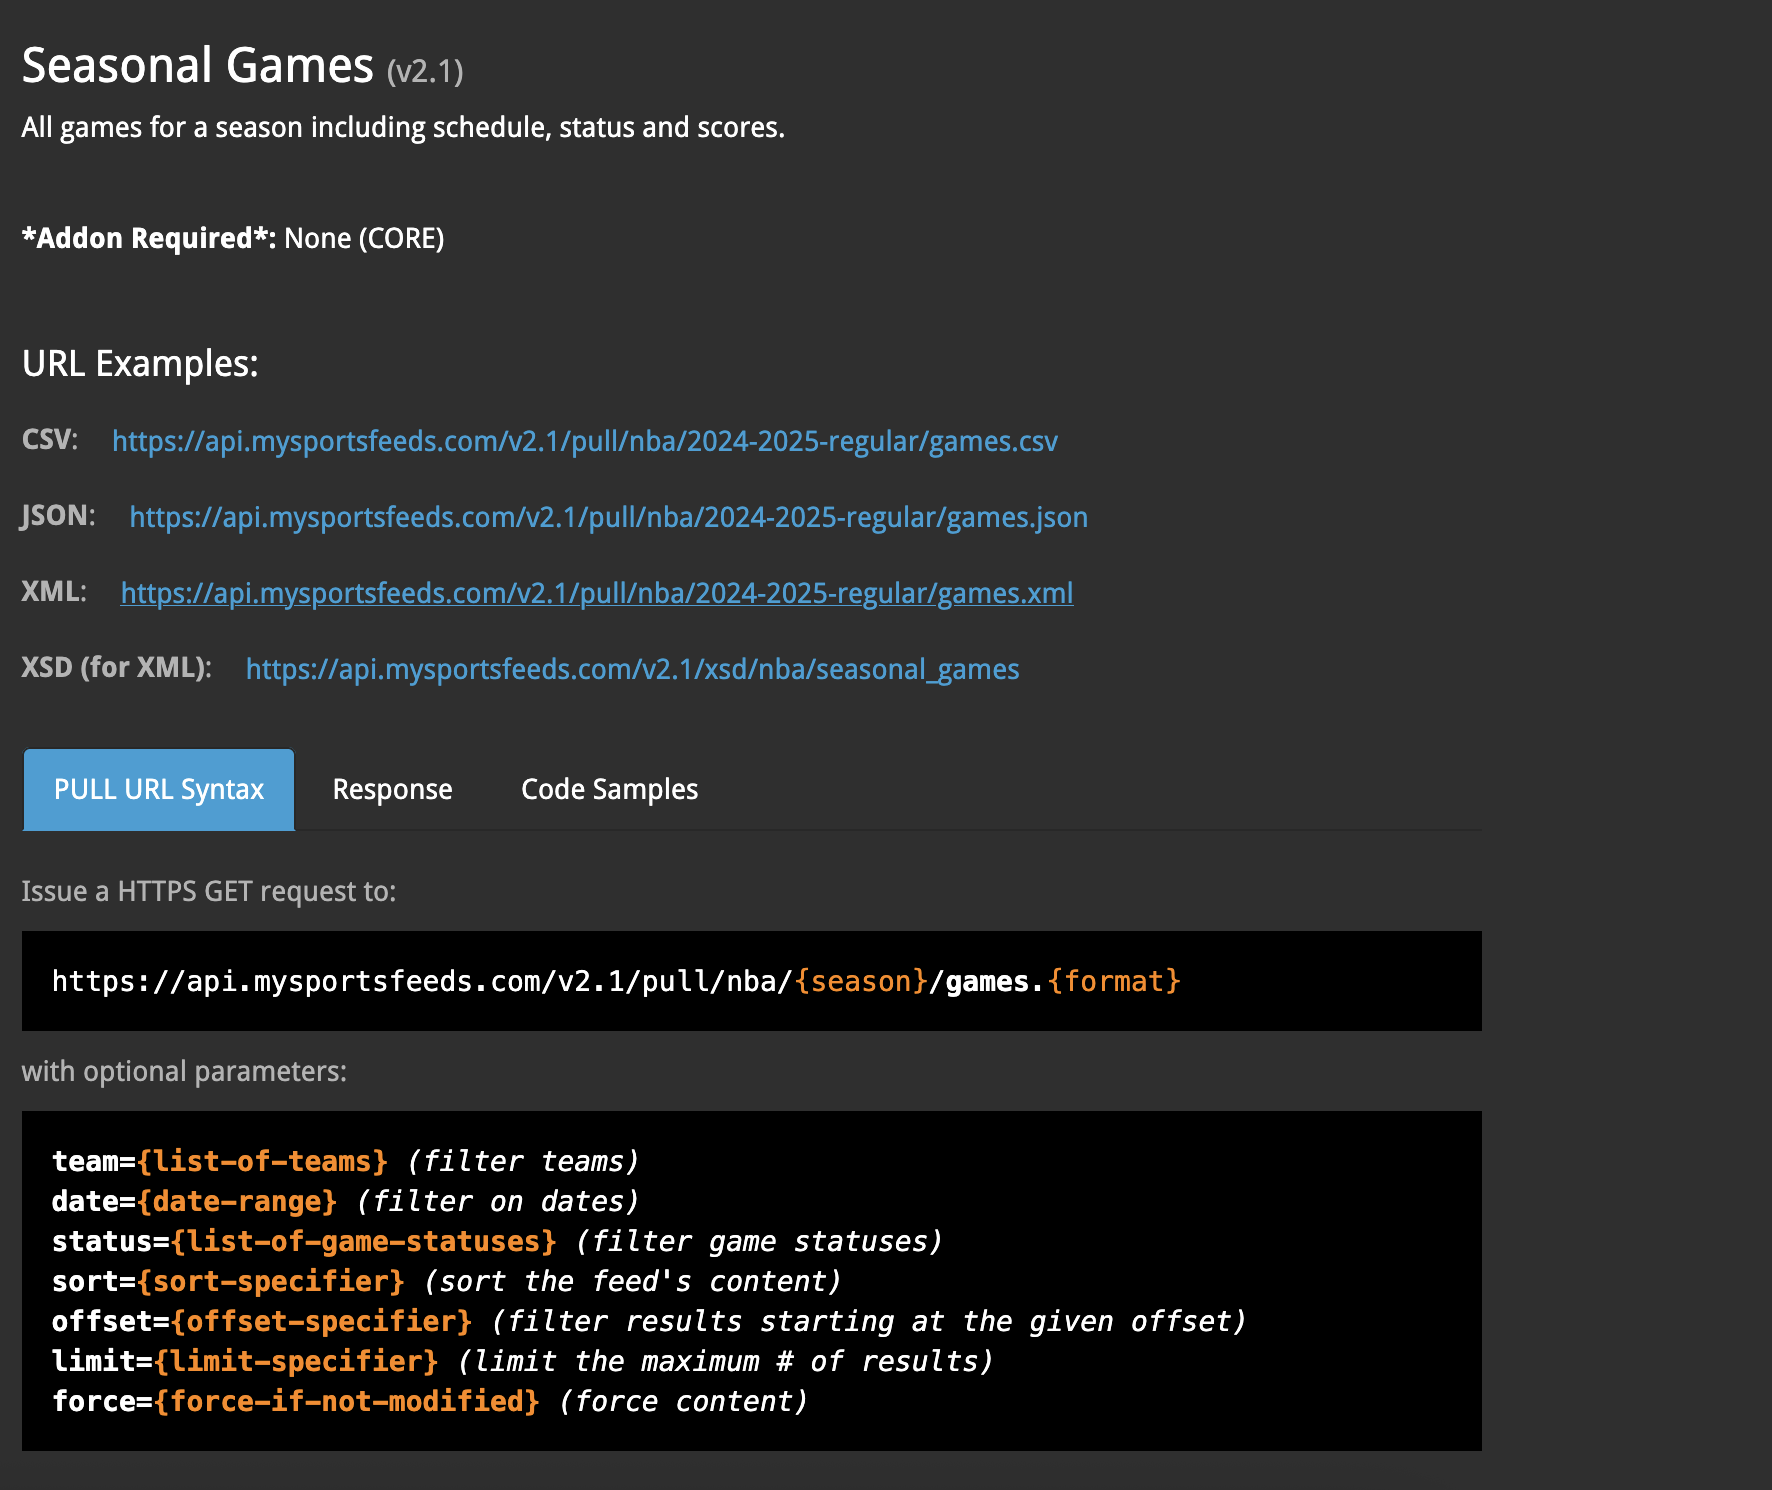 Seasonal Games (v2.1)
All games for a season including schedule, status and scores.
*Addon Required*: None (CORE)
URL Examples:
CSV: https://api.mysportsfeeds.com/v2.1/pull/nba/2024-2025-regular/games.csv
JSON: https://api.mysportsfeeds.com/v2.1/pull/nba/2024-2025-regular/games.json
XML: https://api.mysportsfeeds.com/v2.1/pull/nba/2024-2025-regular/games.xml
XSD (for XML): https://api.mysportsfeeds.com/v2.1/xsd/nba/seasonal_games
PULL URL Syntax Response Code Samples
Issue a HTTPS GET request to:
https://api.mysportsfeeds.com/v2.1/pull/nba/{season}/games.{format}
with optional parameters:
team={list-of-teams} (filter teams)
date={date-range} (filter on dates)
status={list-of-game-statuses} (filter game statuses)
sort={sort-specifier} (sort the feed's content)
offset={offset-specifier} (filter results starting at the given offset)
limit={limit-specifier} (limit the maximum # of results)
force={force-if-not-modified} (force content)